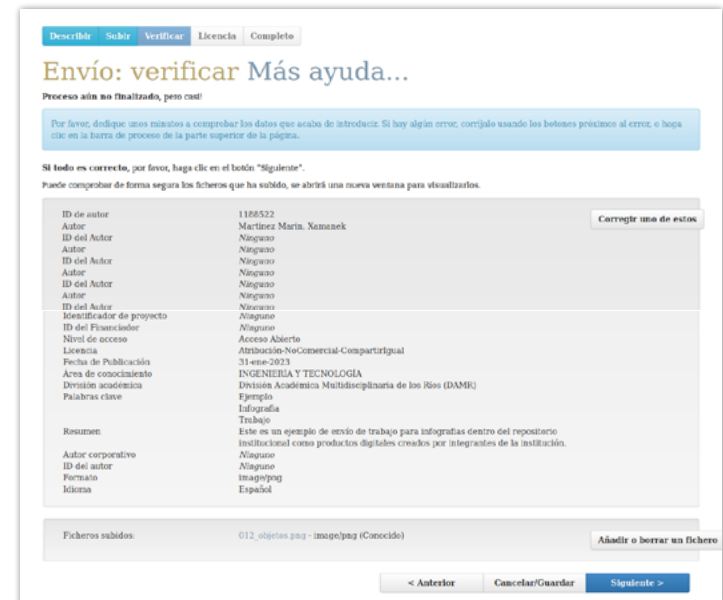 Describir Subir Verificar Licencia Completo
Envío: verificar Más ayuda...
Proceso aún no finalizado, pero casi!
Por favor, dedique unos minutos a comprobar los datos que acaba de introducir. Si hay algún error, corríjalo usando los botones próximos al error, o haga
clic en la barra de proceso de la parte superior de la página.
Si todo es correcto, por favor, haga clic en el botón "Siguiente".
Puede comprobar de forma segura los ficheros que ha subido, se abrirá una nueva ventana para visualizarlos.
ID de autor 1188522 Corregir uno de estos
Autor Martinez Marin, Xamanek
ID del Autor Ninguno
Autor Ninguno
ID del Autor Ninguno
Autor Ninguno
ID del Autor Ninguno
Autor Ninguno
ID del Autor Ninguno
Identificador de proyecto Ninguno
ID del Financiador Ninguno
Nivel de acceso Acceso Abierto
Licencia Atribución-NoComercial-CompartirIgual
Fecha de Publicación 31-ene-2023
Área de conocimiento INGENIERÍA Y TECNOLOGÍA
División académica División Académica Multidisciplinaria de los Ríos (DAMR)
Palabras clave Ejemplo
Infografía
Trabajo
Resumen Este es un ejemplo de envío de trabajo para infografías dentro del repositorio
institucional como productos digitales creados por integrantes de la institución.
Autor corporativo Ninguno
ID del autor Ninguno
Formato image/png
Idioma Español
Ficheros subidos: 012_objetos.png - image/png (Conocido) Añadir o borrar un fichero
< Anterior Cancelar/Guardar Siguiente >